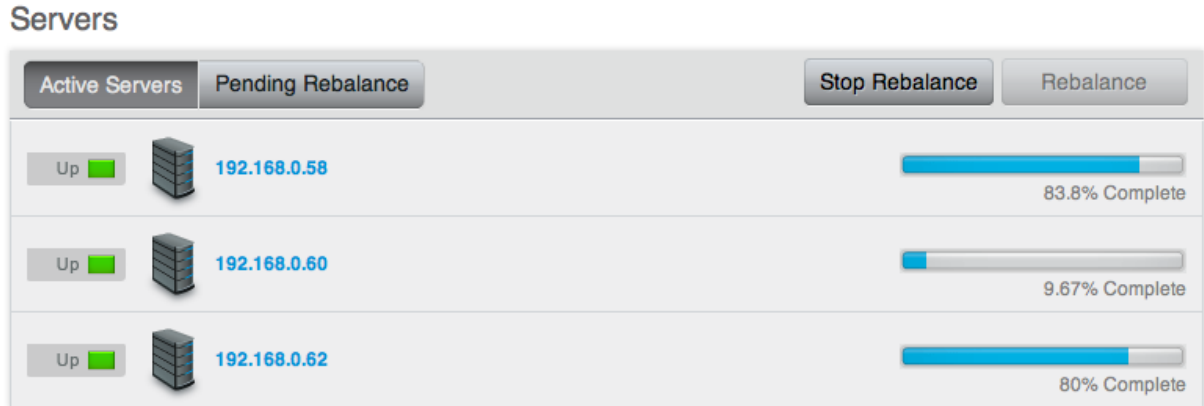 Servers
Active Servers Pending Rebalance Stop Rebalance Rebalance
Up 192.168.0.58
83.8% Complete
Up 192.168.0.60
9.67% Complete
Up 192.168.0.62
80% Complete